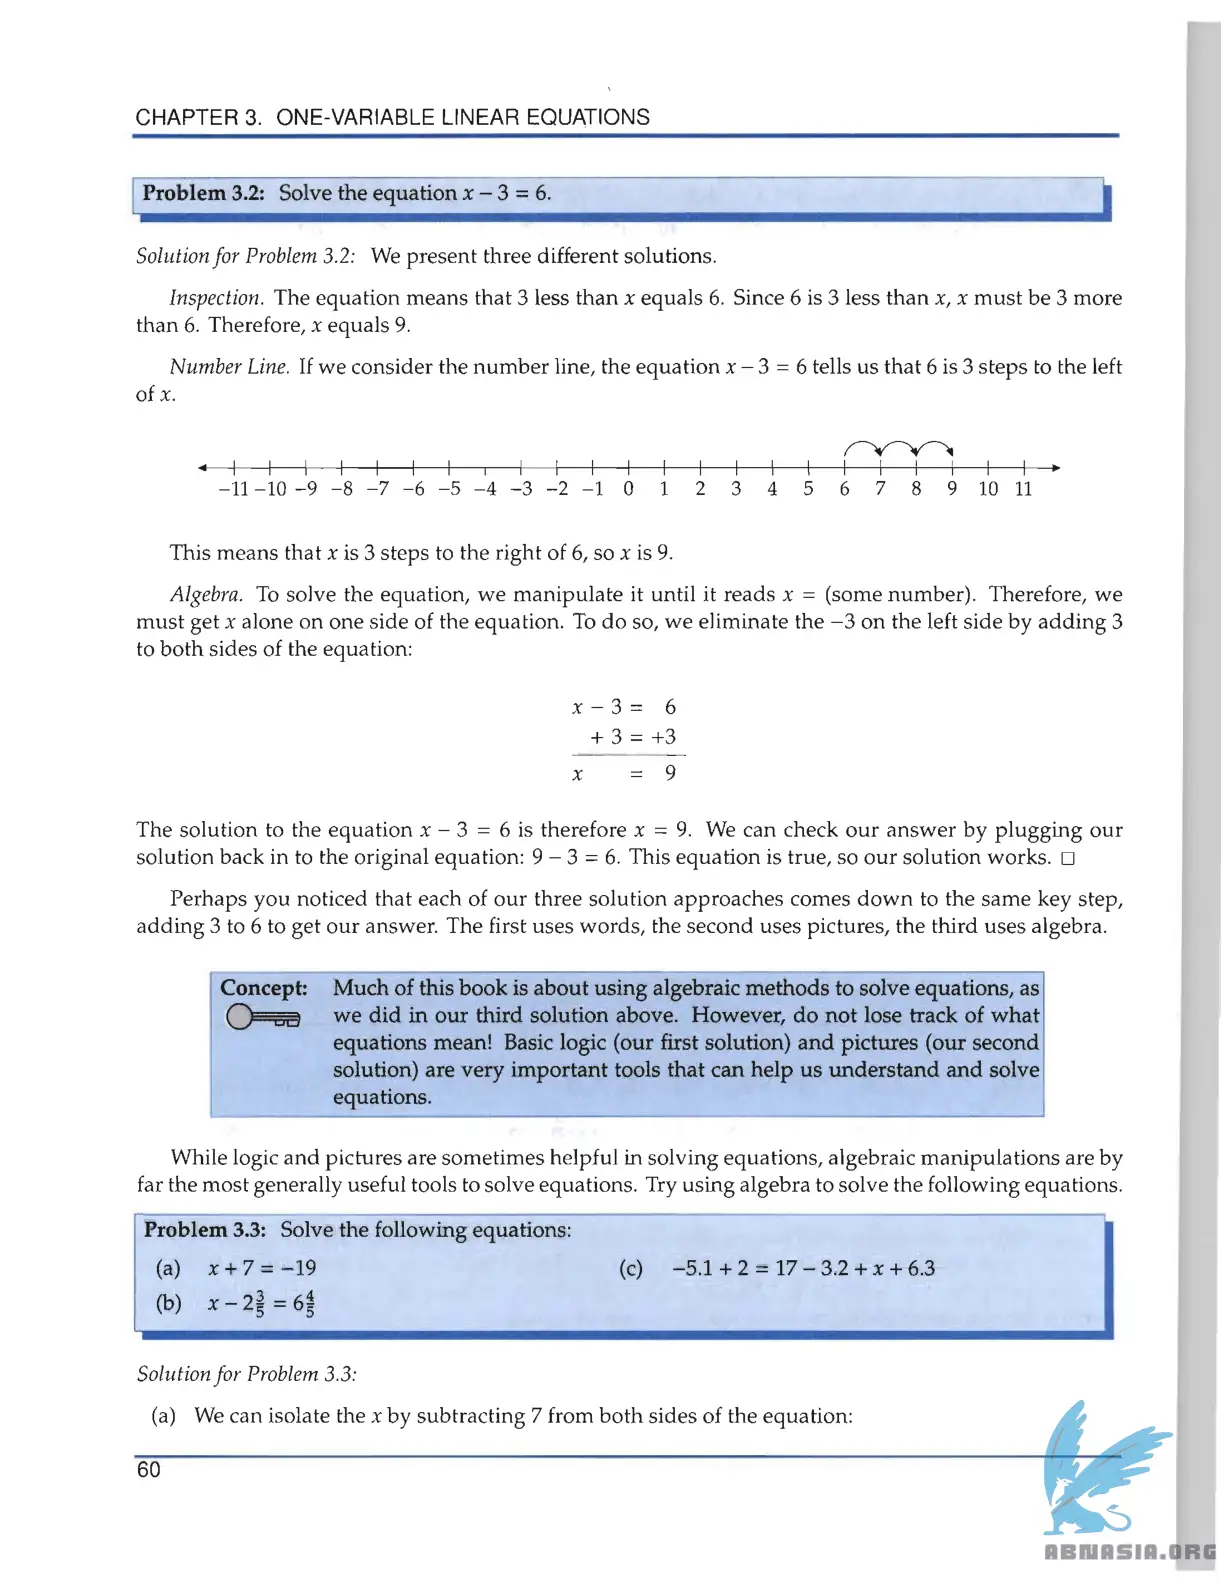 CHAPTER 3. ONE-VARIABLE LINEAR EQUATIONS
Problem 3.2: Solve the equation x − 3 = 6.
Solution for Problem 3.2: We present three different solutions.
Inspection. The equation means that 3 less than x equals 6. Since 6 is 3 less than x, x must be 3 more
than 6. Therefore, x equals 9.
Number Line. If we consider the number line, the equation x − 3 = 6 tells us that 6 is 3 steps to the left
of x.
−11 −10 −9 −8 −7 −6 −5 −4 −3 −2 −1 0 1 2 3 4 5 6 7 8 9 10 11
This means that x is 3 steps to the right of 6, so x is 9.
Algebra. To solve the equation, we manipulate it until it reads x = (some number). Therefore, we
must get x alone on one side of the equation. To do so, we eliminate the −3 on the left side by adding 3
to both sides of the equation:
x − 3 = 6
+ 3 = +3
x = 9
The solution to the equation x − 3 = 6 is therefore x = 9. We can check our answer by plugging our
solution back in to the original equation: 9 − 3 = 6. This equation is true, so our solution works. □
Perhaps you noticed that each of our three solution approaches comes down to the same key step,
adding 3 to 6 to get our answer. The first uses words, the second uses pictures, the third uses algebra.
Concept: Much of this book is about using algebraic methods to solve equations, as
we did in our third solution above. However, do not lose track of what
equations mean! Basic logic (our first solution) and pictures (our second
solution) are very important tools that can help us understand and solve
equations.
While logic and pictures are sometimes helpful in solving equations, algebraic manipulations are by
far the most generally useful tools to solve equations. Try using algebra to solve the following equations.
Problem 3.3: Solve the following equations:
(a) x + 7 = −19 (c) −5.1 + 2 = 17 − 3.2 + x + 6.3
(b) x − 2 3/5 = 6 4/5
Solution for Problem 3.3:
(a) We can isolate the x by subtracting 7 from both sides of the equation:
60
ABNASIA.ORG